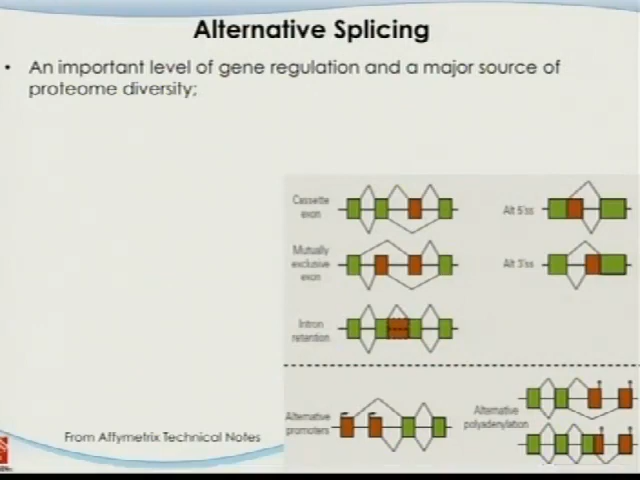 Alternative Splicing
• An important level of gene regulation and a major source of
proteome diversity;
Cassette
exon
Alt 5'ss
Mutually
exclusive
exon
Alt 3'ss
Intron
retention
Alternative
promoters
Alternative
polyadenylation
From Affymetrix Technical Notes